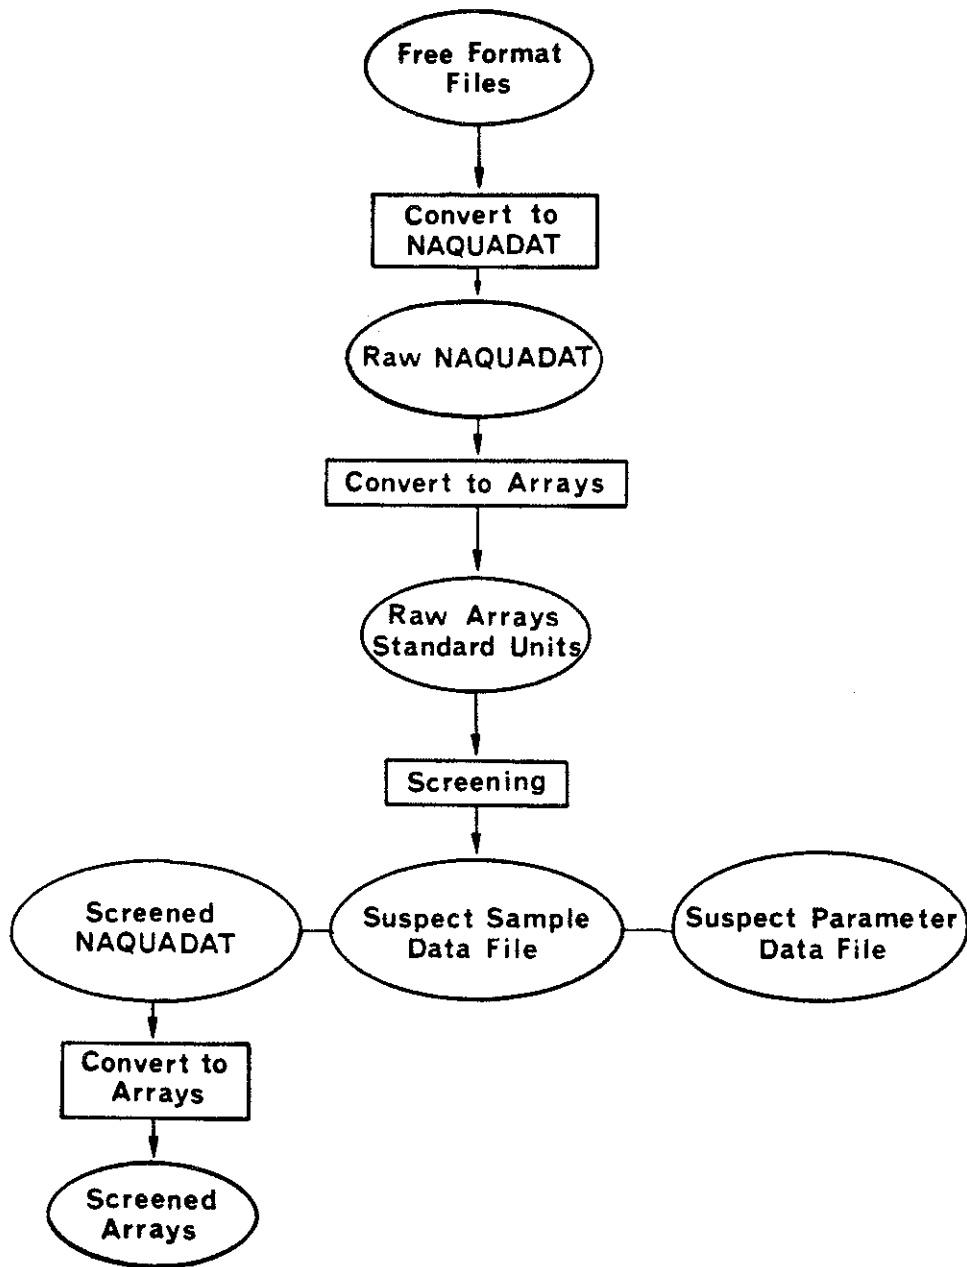 Free Format
Files
Convert to
NAQUADAT
Raw NAQUADAT
Convert to Arrays
Raw Arrays
Standard Units
Screening
Screened
NAQUADAT
Suspect Sample
Data File
Suspect Parameter
Data File
Convert to
Arrays
Screened
Arrays